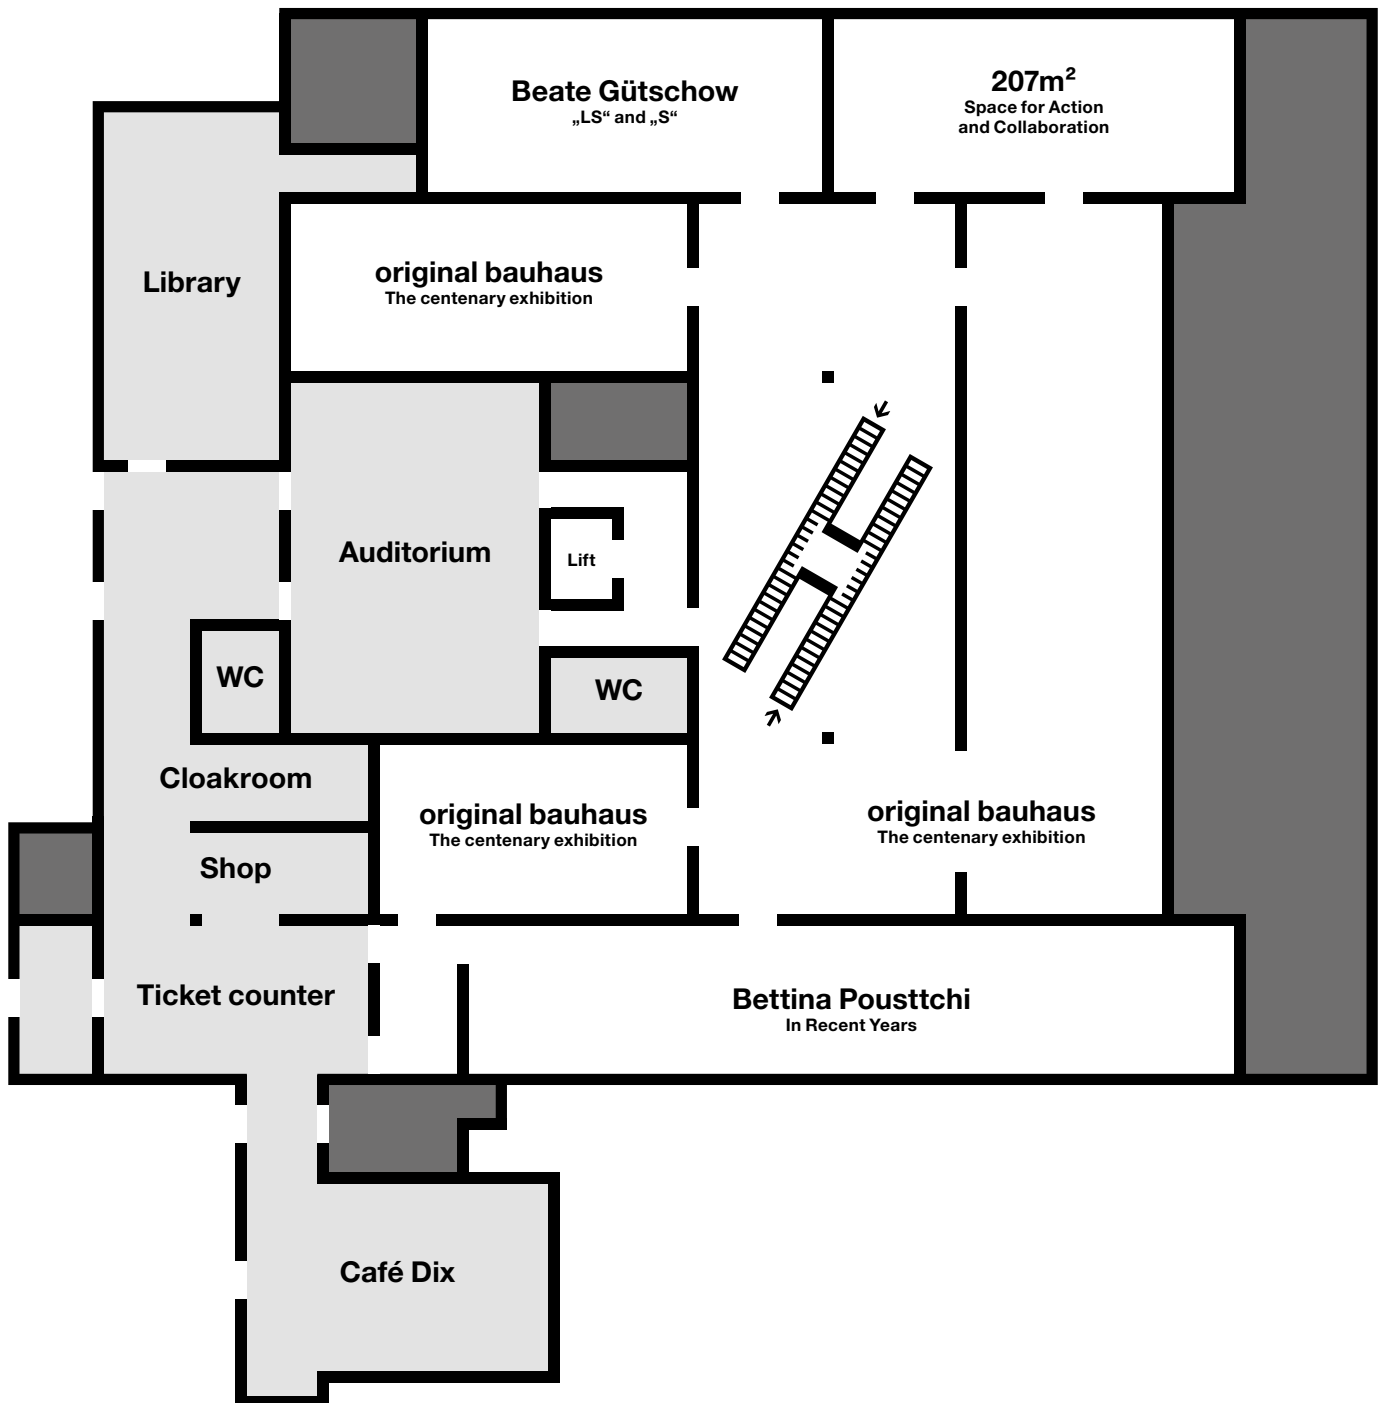 Beate Gütschow
„LS“ and „S“
207m²
Space for Action
and Collaboration
Library
original bauhaus
The centenary exhibition
Auditorium
Lift
WC
WC
Cloakroom
original bauhaus
The centenary exhibition
original bauhaus
The centenary exhibition
Shop
Ticket counter
Bettina Pousttchi
In Recent Years
Café Dix